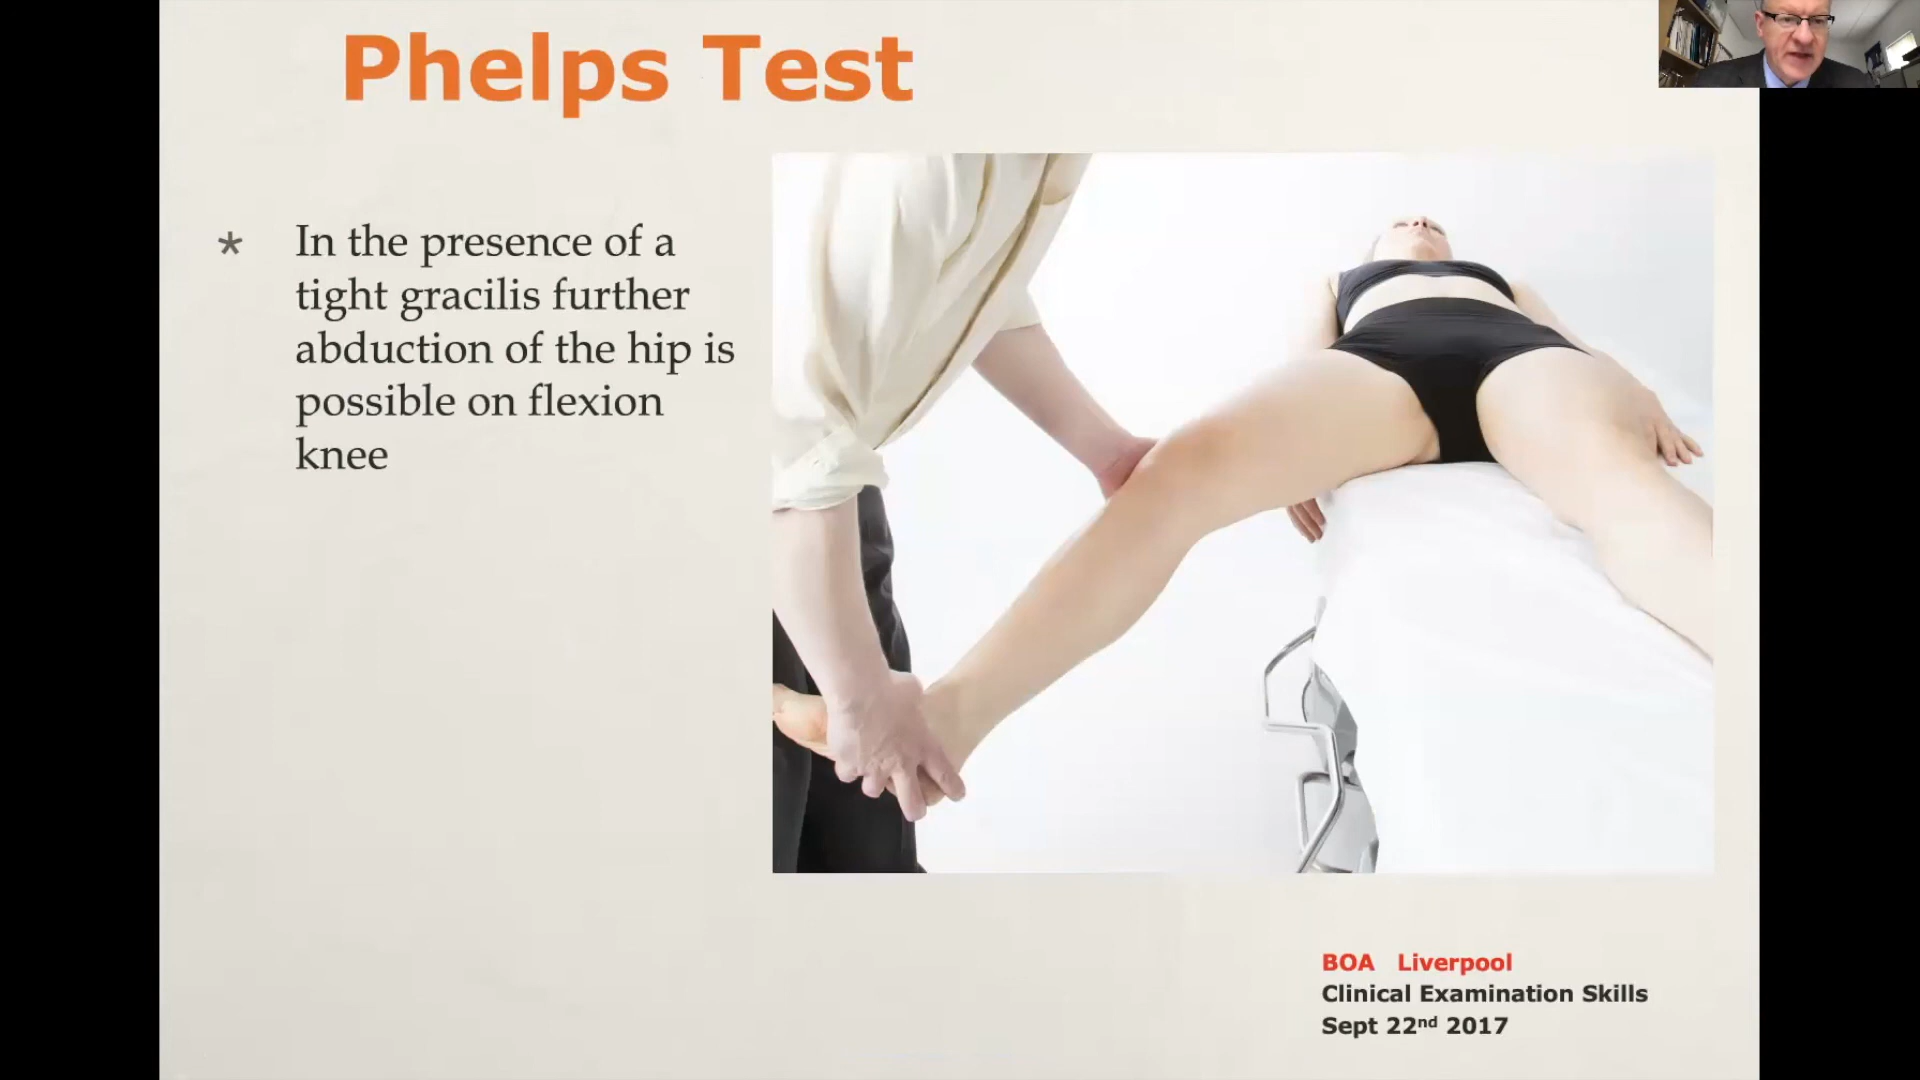 Phelps Test
* In the presence of a
tight gracilis further
abduction of the hip is
possible on flexion
knee
BOA Liverpool
Clinical Examination Skills
Sept 22nd 2017